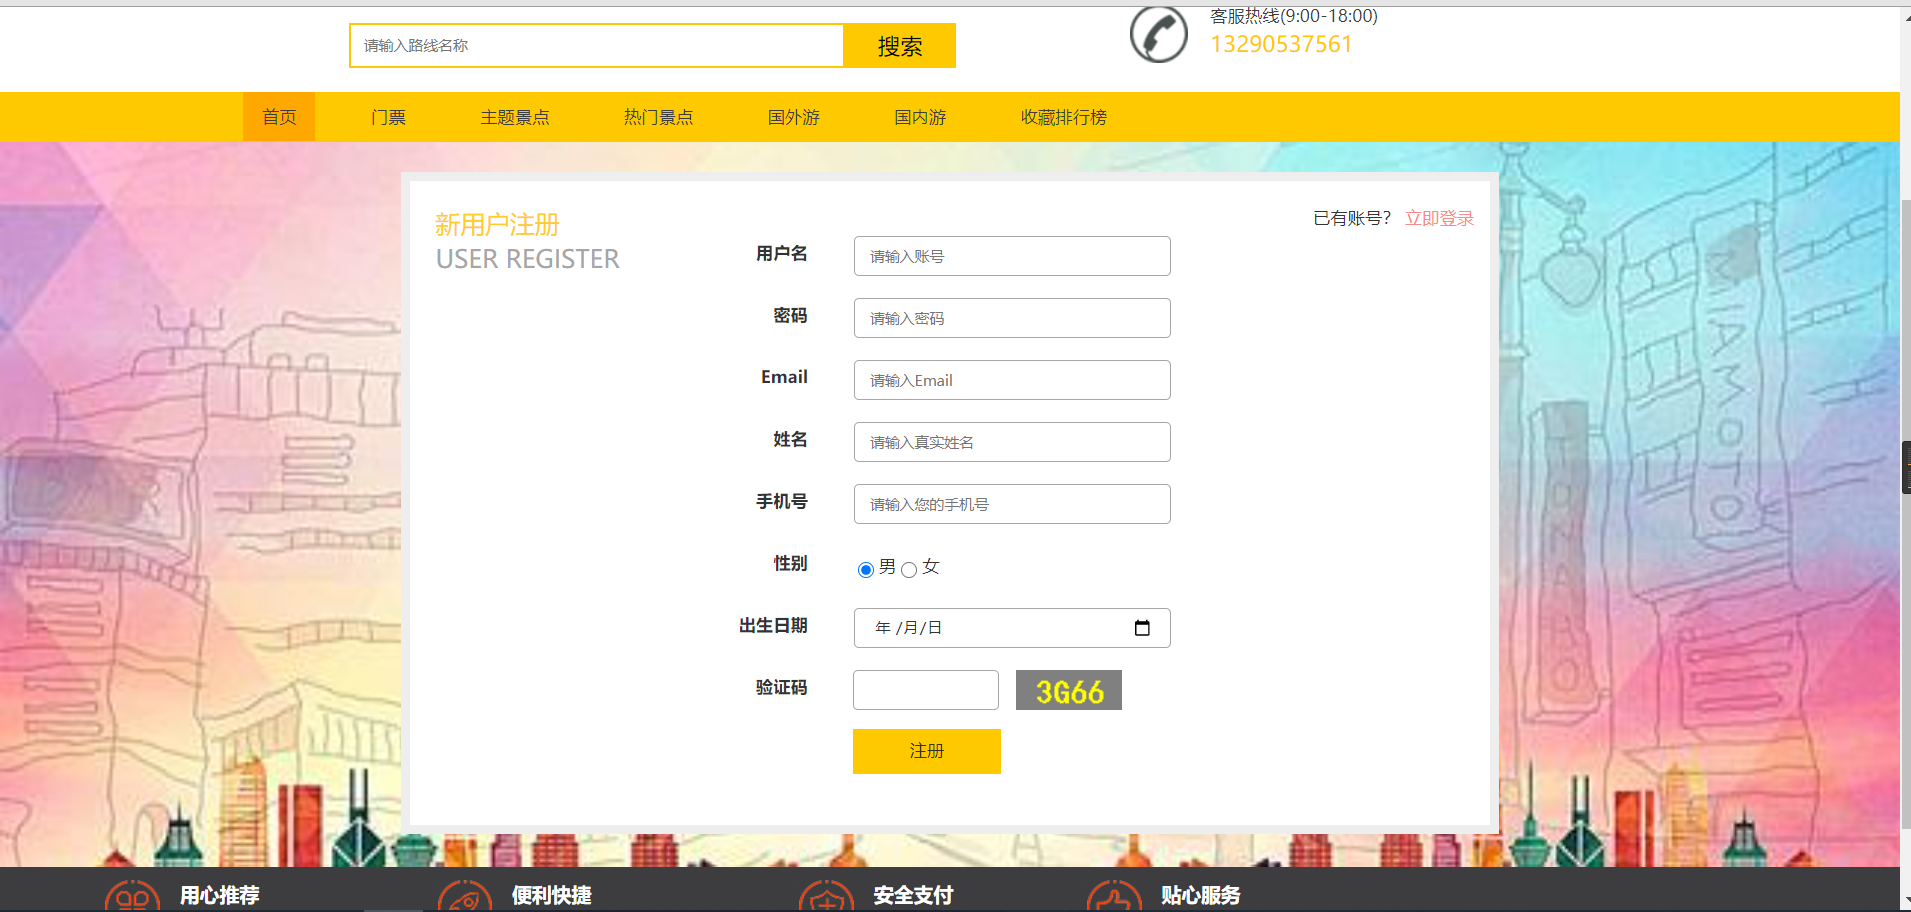 客服热线(9:00-18:00)
请输入路线名称
搜索
13290537561
首页 门票 主题景点 热门景点 国外游 国内游 收藏排行榜
新用户注册
USER REGISTER
已有账号? 立即登录
用户名 请输入账号
密码 请输入密码
Email 请输入Email
姓名 请输入真实姓名
手机号 请输入您的手机号
性别 男 女
出生日期 年 /月/日
验证码 3G66
注册
用心推荐 便利快捷 安全支付 贴心服务